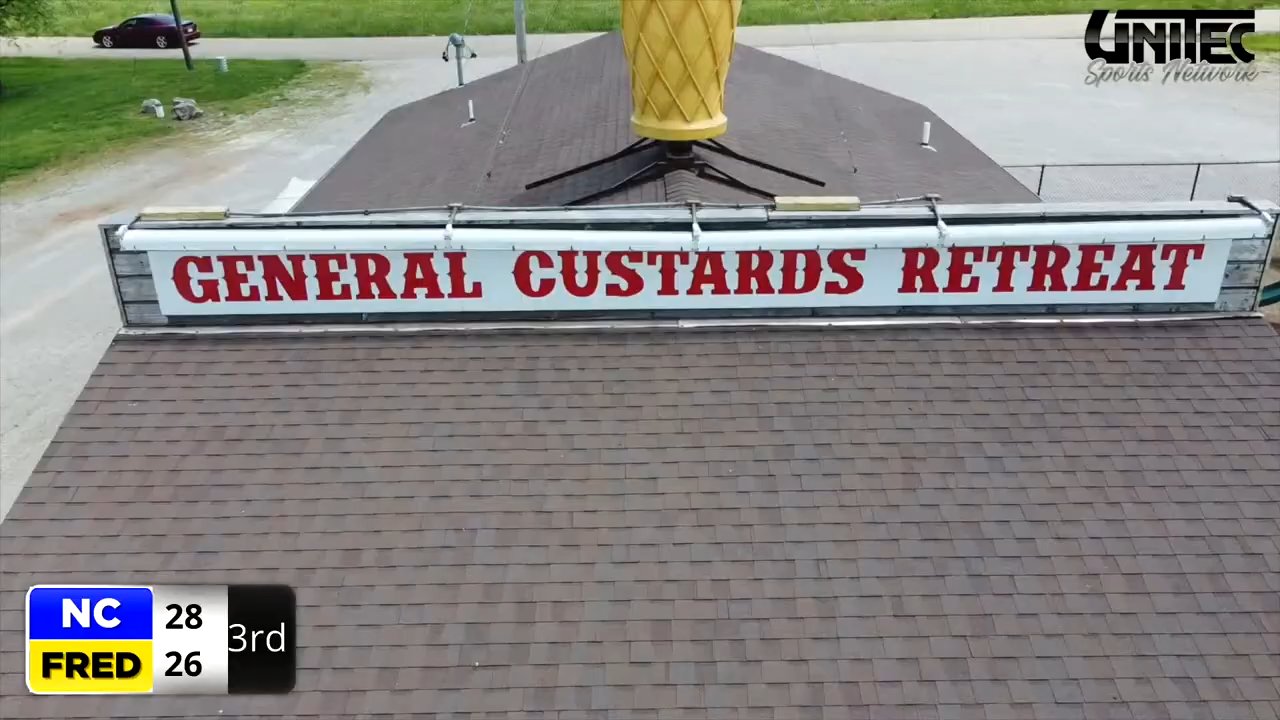 UNITEC
Sports Network
GENERAL CUSTARDS RETREAT
NC 28
FRED 26
3rd